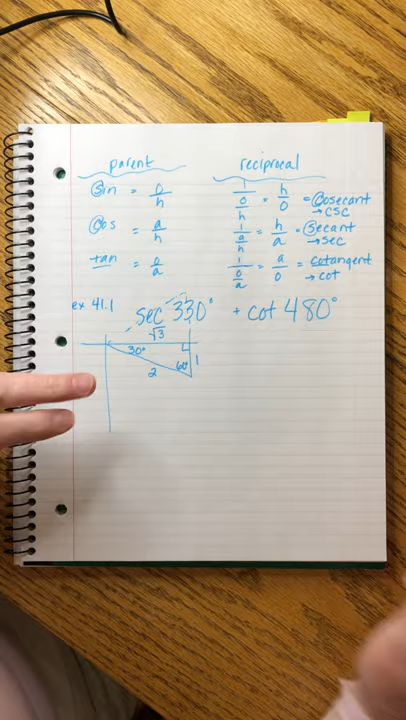 parent
sin = o/h
cos = a/h
tan = o/a
reciprocal
1/(o/h) = h/o = cosecant
→ csc
1/(a/h) = h/a = secant
→ sec
1/(o/a) = a/o = cotangent
→ cot
ex 41.1 sec 330° + cot 480°
√3
30°
60°
1
2